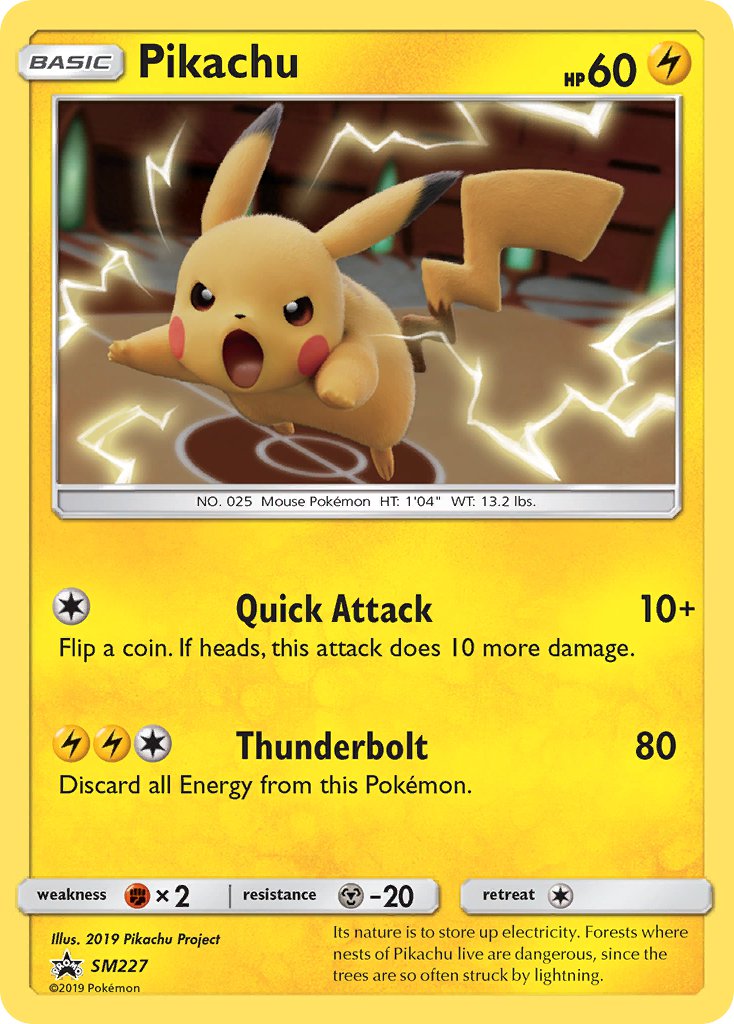 BASIC Pikachu HP60
NO. 025 Mouse Pokémon HT: 1'04" WT: 13.2 lbs.
Quick Attack 10+
Flip a coin. If heads, this attack does 10 more damage.
Thunderbolt 80
Discard all Energy from this Pokémon.
weakness ×2 resistance -20 retreat
Illus. 2019 Pikachu Project
PROMO SM227
©2019 Pokémon
Its nature is to store up electricity. Forests where
nests of Pikachu live are dangerous, since the
trees are so often struck by lightning.